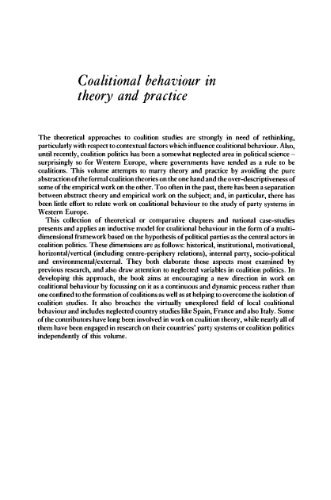 Coalitional behaviour in
theory and practice
The theoretical approaches to coalition studies are strongly in need of rethinking,
particularly with respect to contextual factors which influence coalitional behaviour. Also,
until recently, coalition politics has been a somewhat neglected area in political science –
surprisingly so for Western Europe, where governments have tended as a rule to be
coalitions. This volume attempts to marry theory and practice by avoiding the pure
abstraction of the formal coalition theories on the one hand and the over-descriptiveness of
some of the empirical work on the other. Too often in the past, there has been a separation
between abstract theory and empirical work on the subject; and, in particular, there has
been little effort to relate work on coalitional behaviour to the study of party systems in
Western Europe.
This collection of theoretical or comparative chapters and national case-studies
presents and applies an inductive model for coalitional behaviour in the form of a multi-
dimensional framework based on the hypothesis of political parties as the central actors in
coalition politics. These dimensions are as follows: historical, institutional, motivational,
horizontal/vertical (including centre-periphery relations), internal party, socio-political
and environmental/external. They both elaborate those aspects most examined by
previous research, and also draw attention to neglected variables in coalition politics. In
developing this approach, the book aims at encouraging a new direction in work on
coalitional behaviour by focussing on it as a continuous and dynamic process rather than
one confined to the formation of coalitions as well as at helping to overcome the isolation of
coalition studies. It also broaches the virtually unexplored field of local coalitional
behaviour and includes neglected country studies like Spain, France and also Italy. Some
of the contributors have long been involved in work on coalition theory, while nearly all of
them have been engaged in research on their countries' party systems or coalition politics
independently of this volume.